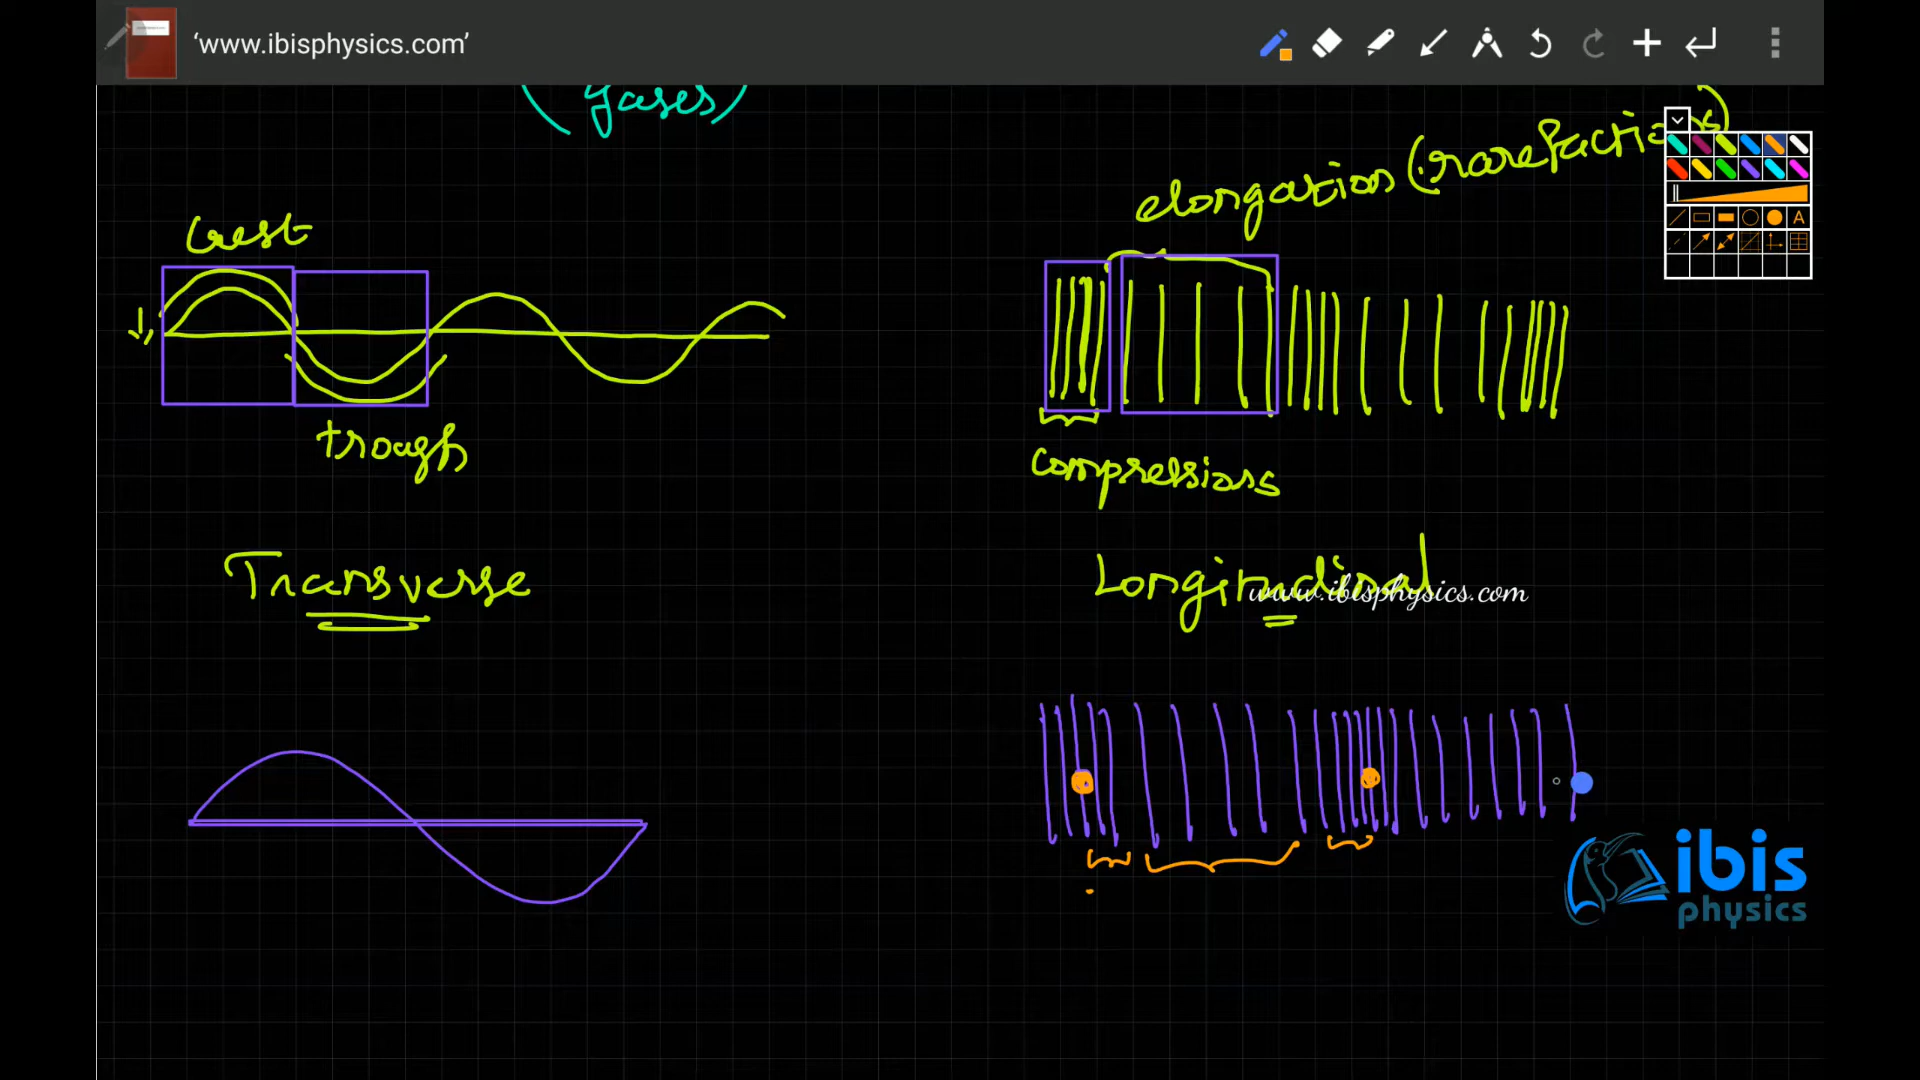 'www.ibisphysics.com'
(gases)
elongation (rarefactions)
Crest
trough
compressions
Transverse
Longitudinal
www.ibisphysics.com
A
ibis
physics